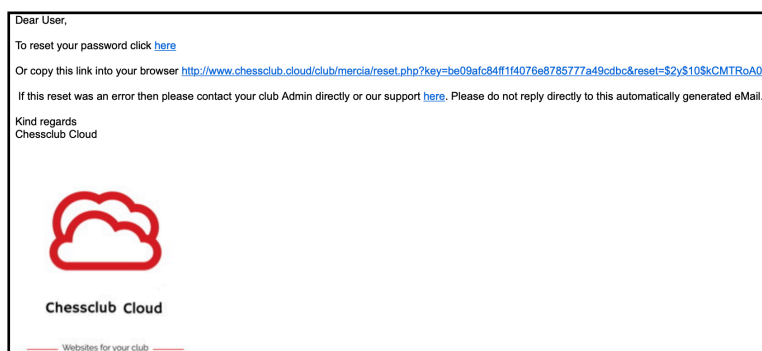 Dear User,
To reset your password click here
Or copy this link into your browser http://www.chessclub.cloud/club/mercia/reset.php?key=be09afc84ff1f4076e8785777a49cdbc&reset=$2y$10$kCMTRoA0
If this reset was an error then please contact your club Admin directly or our support here. Please do not reply directly to this automatically generated eMail.
Kind regards
Chessclub Cloud
Chessclub Cloud
Websites for your club